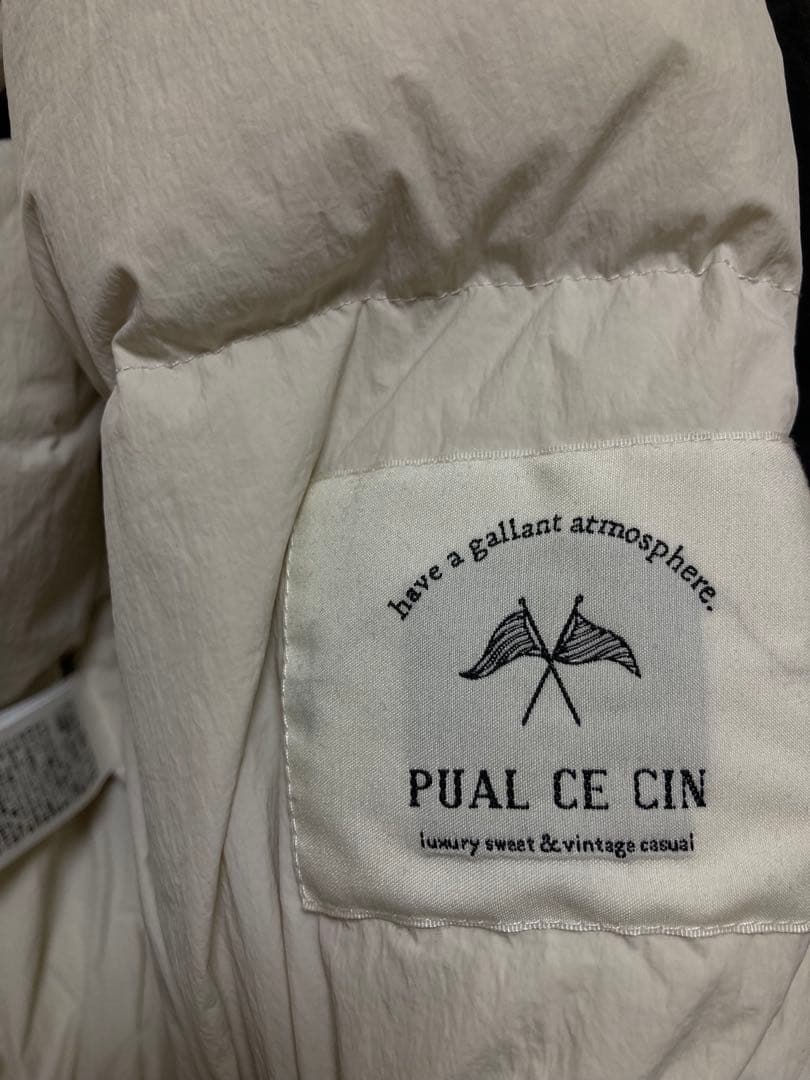 have a gallant atmosphere.
PUAL CE CIN
luxury sweet & vintage casual